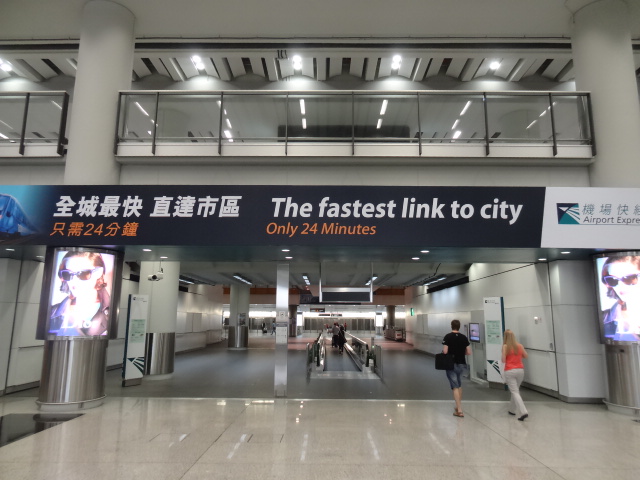 全城最快 直達市區
只需24分鐘
The fastest link to city
Only 24 Minutes
機場快綫
Airport Expre